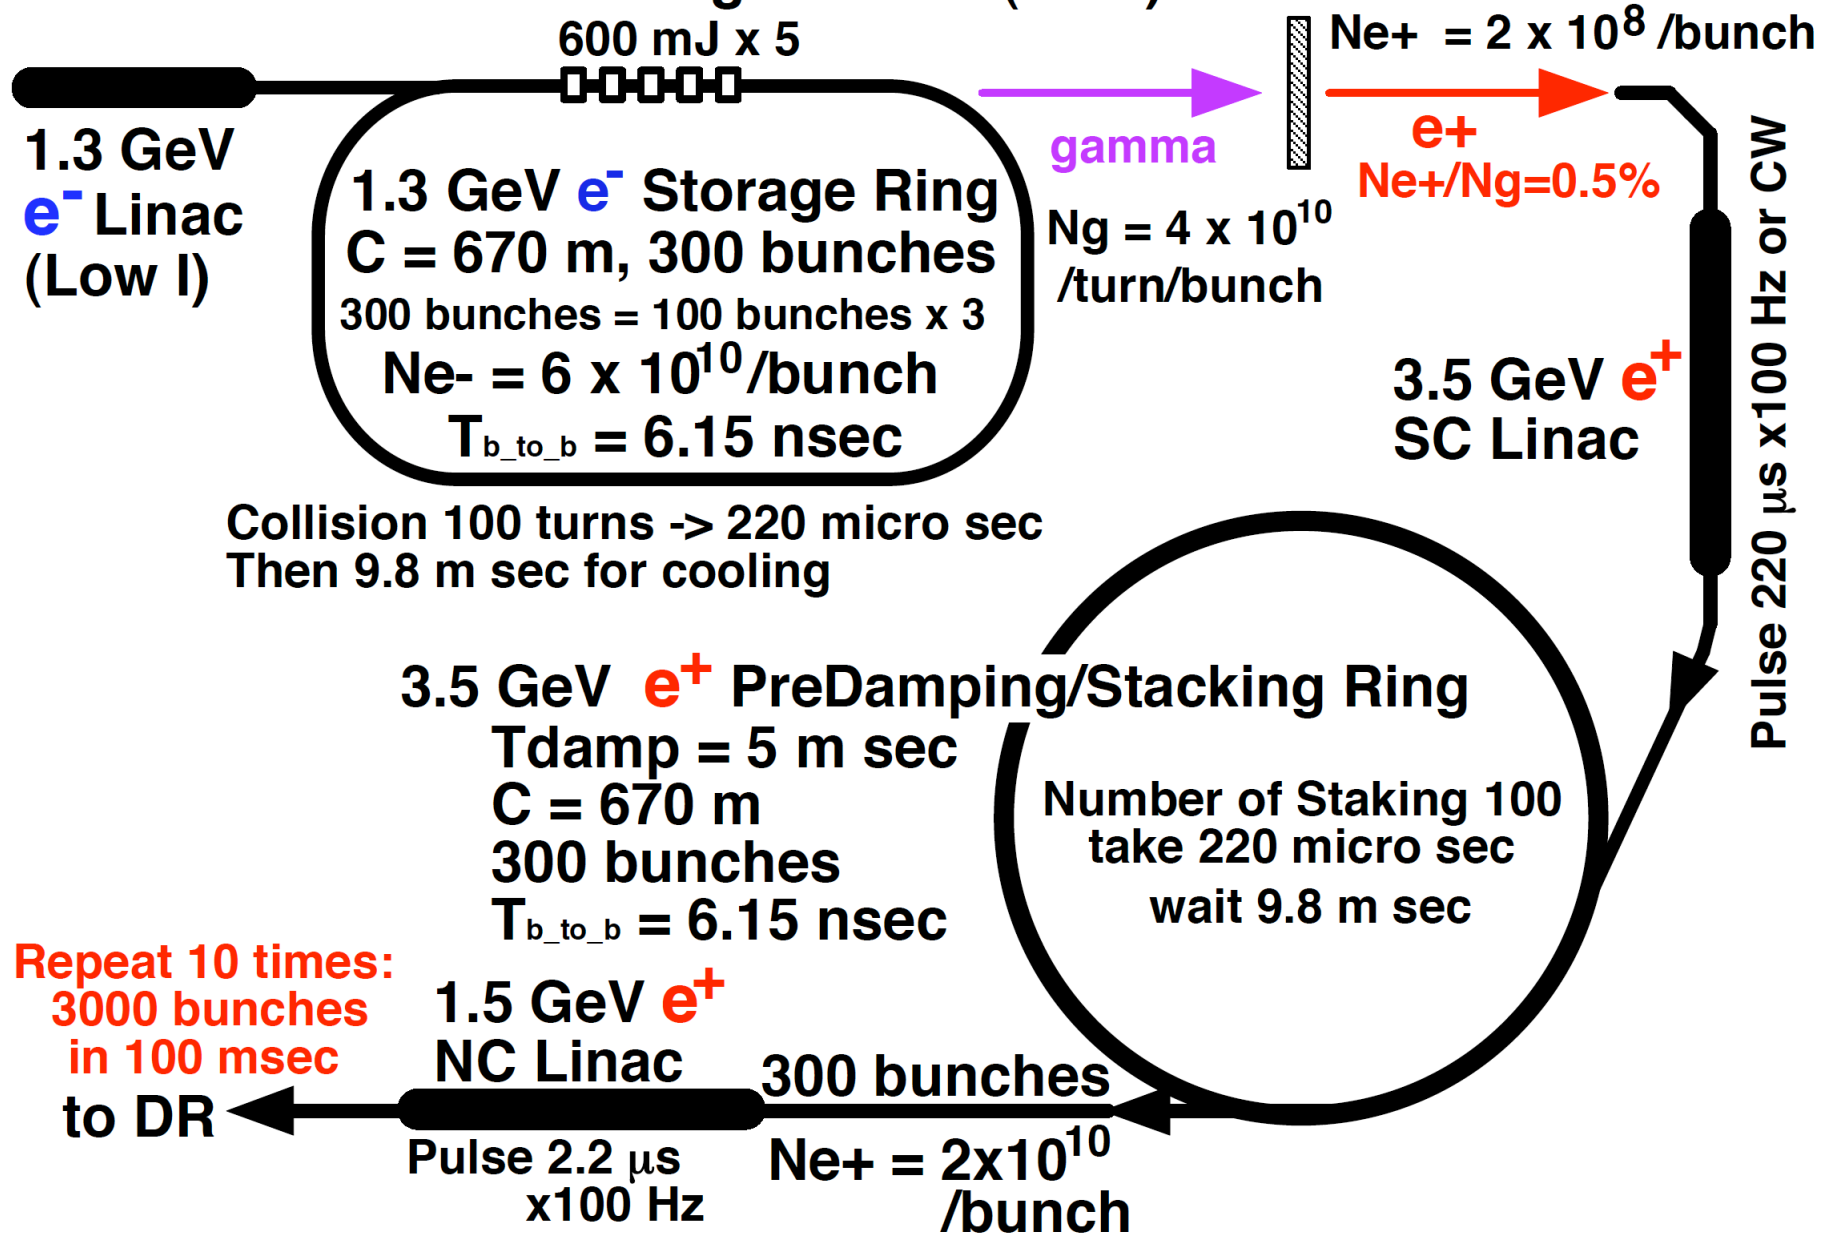 600 mJ x 5
Ne+ = 2 x 10^8 /bunch
1.3 GeV
e- Linac
(Low I)
1.3 GeV e- Storage Ring
C = 670 m, 300 bunches
300 bunches = 100 bunches x 3
Ne- = 6 x 10^10/bunch
Tb_to_b = 6.15 nsec
gamma
Ng = 4 x 10^10
/turn/bunch
e+
Ne+/Ng=0.5%
3.5 GeV e+
SC Linac
Pulse 220 μs x100 Hz or CW
Collision 100 turns -> 220 micro sec
Then 9.8 m sec for cooling
3.5 GeV e+ PreDamping/Stacking Ring
Tdamp = 5 m sec
C = 670 m
300 bunches
Tb_to_b = 6.15 nsec
Number of Staking 100
take 220 micro sec
wait 9.8 m sec
Repeat 10 times:
3000 bunches
in 100 msec
to DR
1.5 GeV e+
NC Linac
Pulse 2.2 μs
x100 Hz
300 bunches
Ne+ = 2x10^10
/bunch